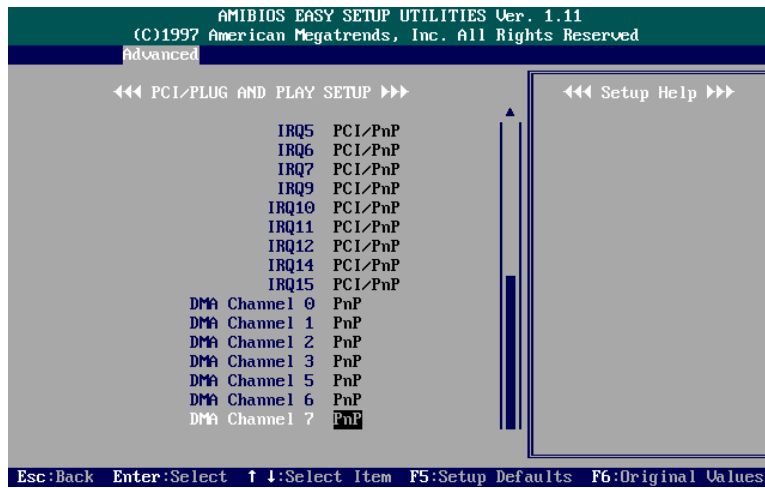 AMIBIOS EASY SETUP UTILITIES Ver. 1.11
(C)1997 American Megatrends, Inc. All Rights Reserved
Advanced
PCI/PLUG AND PLAY SETUP
Setup Help
IRQ5 PCI/PnP
IRQ6 PCI/PnP
IRQ7 PCI/PnP
IRQ9 PCI/PnP
IRQ10 PCI/PnP
IRQ11 PCI/PnP
IRQ12 PCI/PnP
IRQ14 PCI/PnP
IRQ15 PCI/PnP
DMA Channel 0 PnP
DMA Channel 1 PnP
DMA Channel 2 PnP
DMA Channel 3 PnP
DMA Channel 5 PnP
DMA Channel 6 PnP
DMA Channel 7 PnP
Esc:Back Enter:Select ↑ ↓:Select Item F5:Setup Defaults F6:Original Values